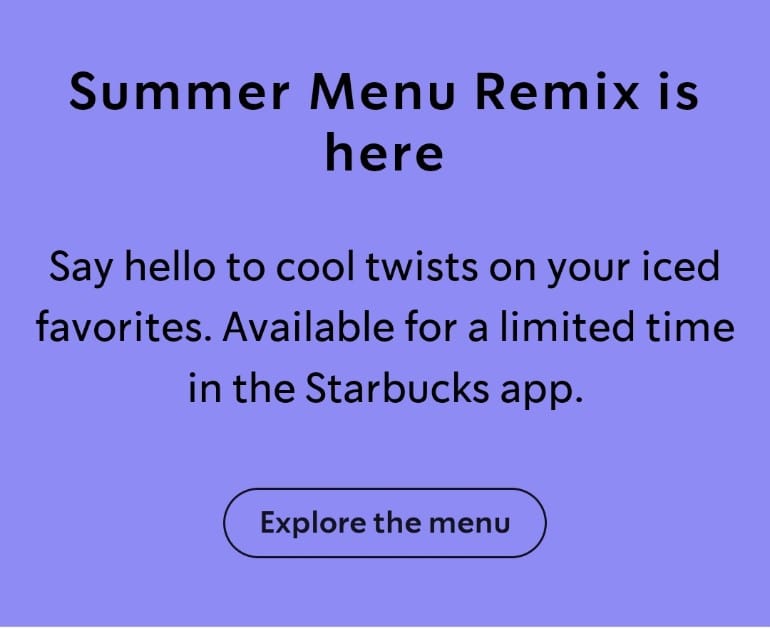 Summer Menu Remix is
here
Say hello to cool twists on your iced
favorites. Available for a limited time
in the Starbucks app.
Explore the menu